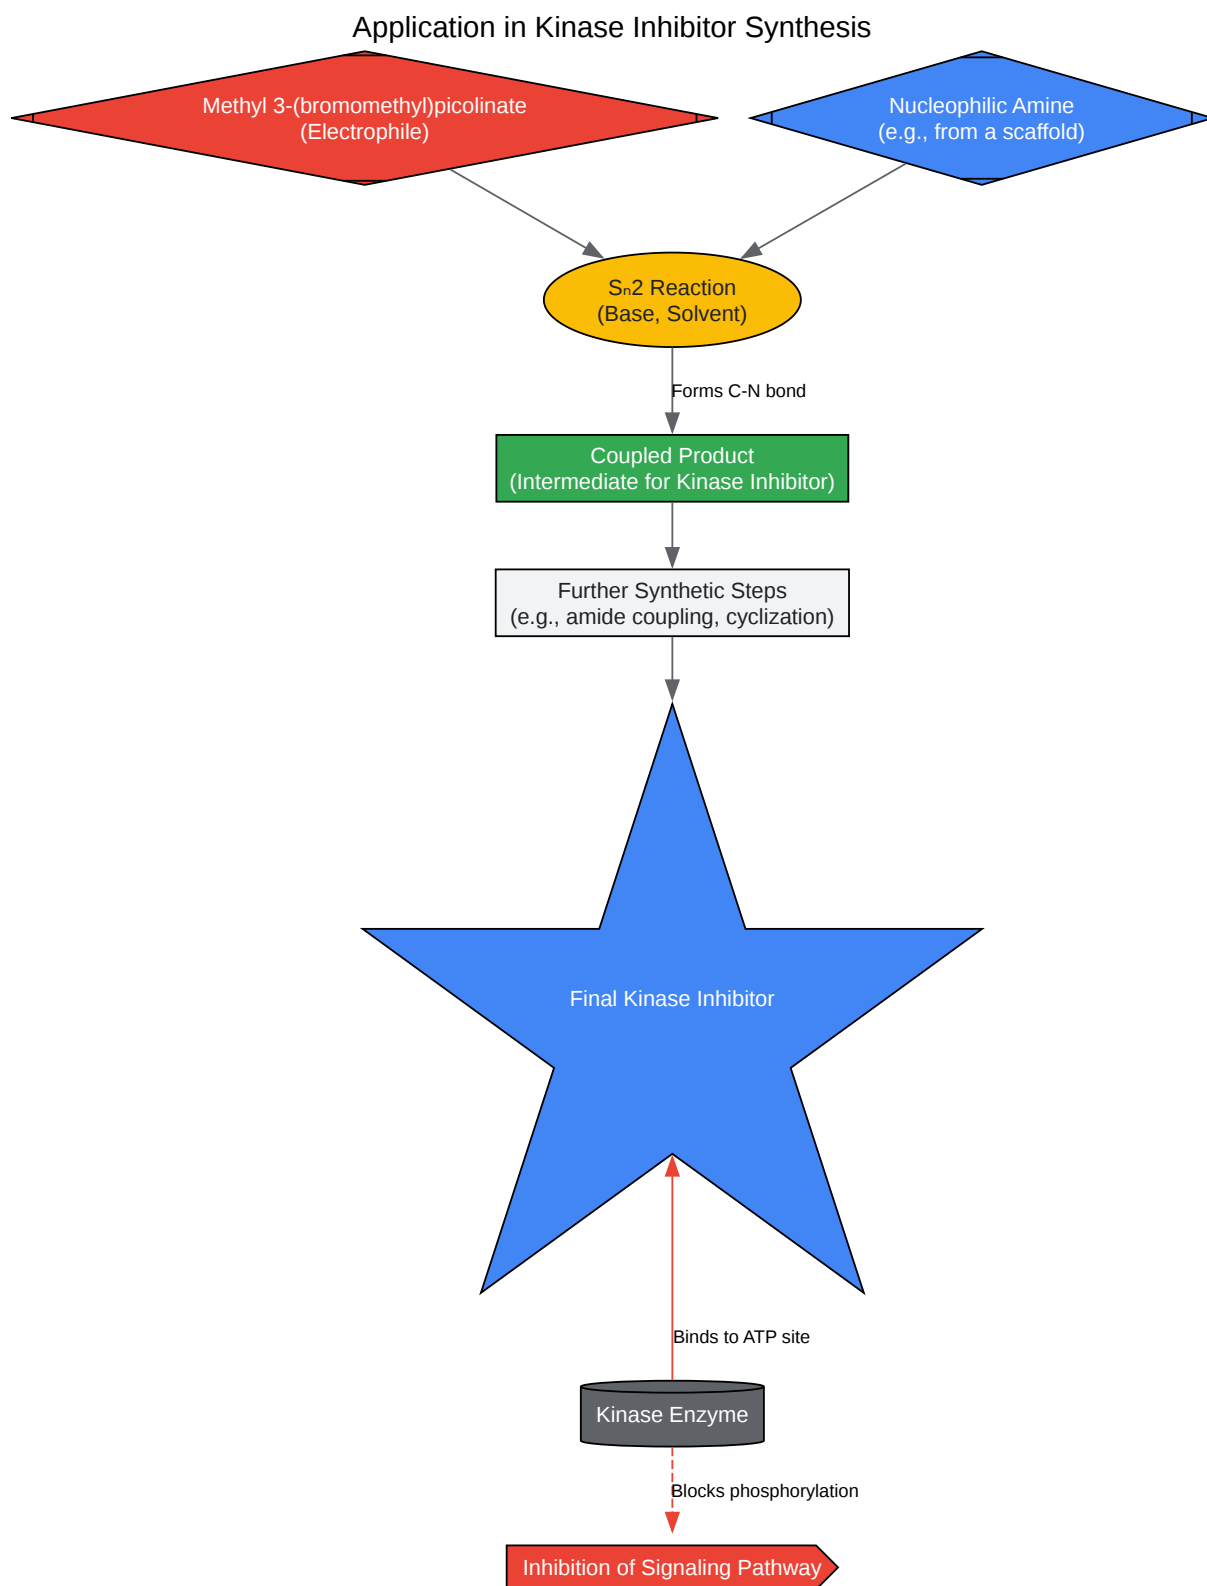 Application in Kinase Inhibitor Synthesis
Methyl 3-(bromomethyl)picolinate
(Electrophile)
Nucleophilic Amine
(e.g., from a scaffold)
Sₙ2 Reaction
(Base, Solvent)
Forms C-N bond
Coupled Product
(Intermediate for Kinase Inhibitor)
Further Synthetic Steps
(e.g., amide coupling, cyclization)
Final Kinase Inhibitor
Binds to ATP site
Kinase Enzyme
Blocks phosphorylation
Inhibition of Signaling Pathway